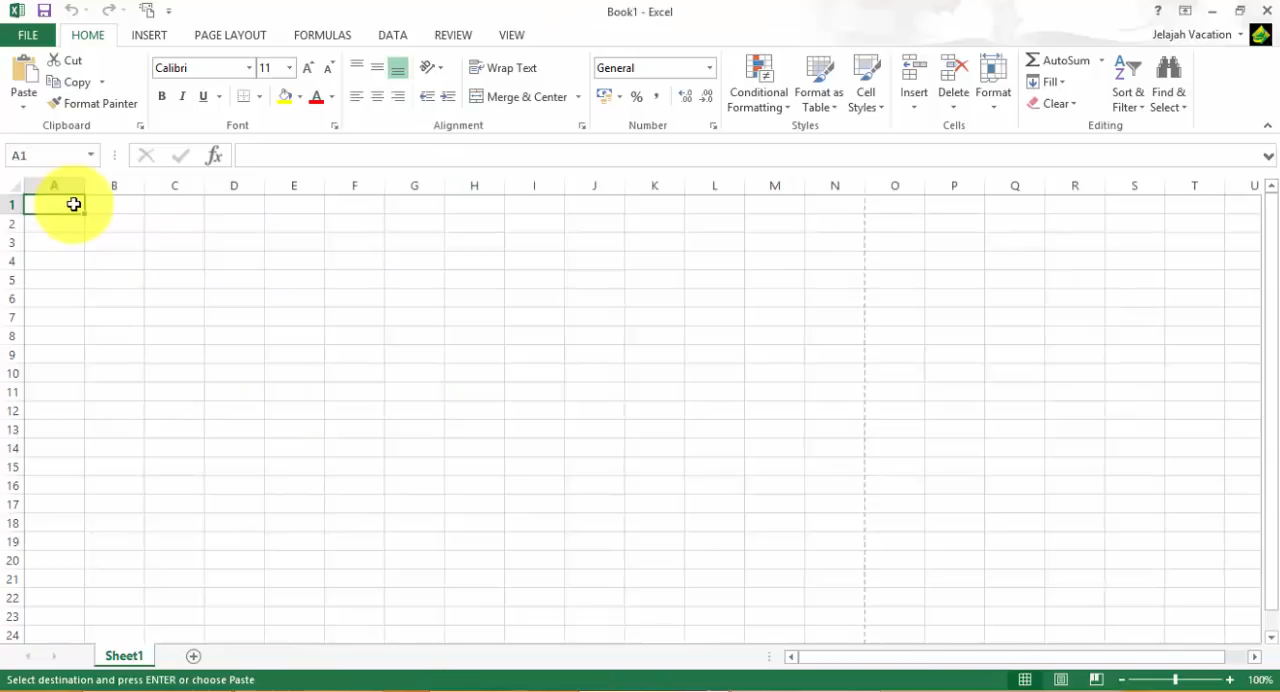 Book1 - Excel
?
FILE HOME INSERT PAGE LAYOUT FORMULAS DATA REVIEW VIEW Jelajah Vacation
Paste
Cut
Copy
Format Painter
Clipboard
Calibri 11
B I U A
Font
Wrap Text
Merge & Center
Alignment
General
%
Number
Conditional Formatting
Format as Table
Cell Styles
Styles
Insert Delete Format
Cells
AutoSum
Fill
Clear
Sort & Filter
Find & Select
Editing
A1 fx
A B C D E F G H I J K L M N O P Q R S T U
1
2
3
4
5
6
7
8
9
10
11
12
13
14
15
16
17
18
19
20
21
22
23
24
Sheet1
Select destination and press ENTER or choose Paste 100%